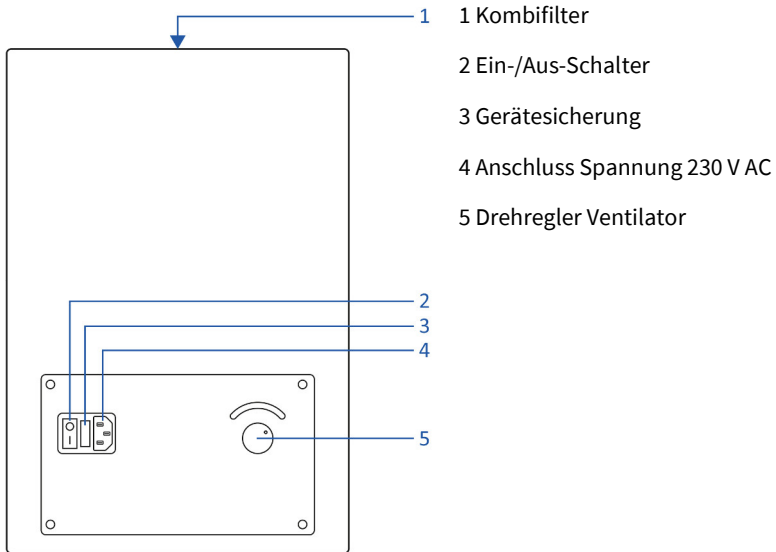 1 1 Kombifilter
2 Ein-/Aus-Schalter
3 Gerätesicherung
4 Anschluss Spannung 230 V AC
5 Drehregler Ventilator
2
3
4
5